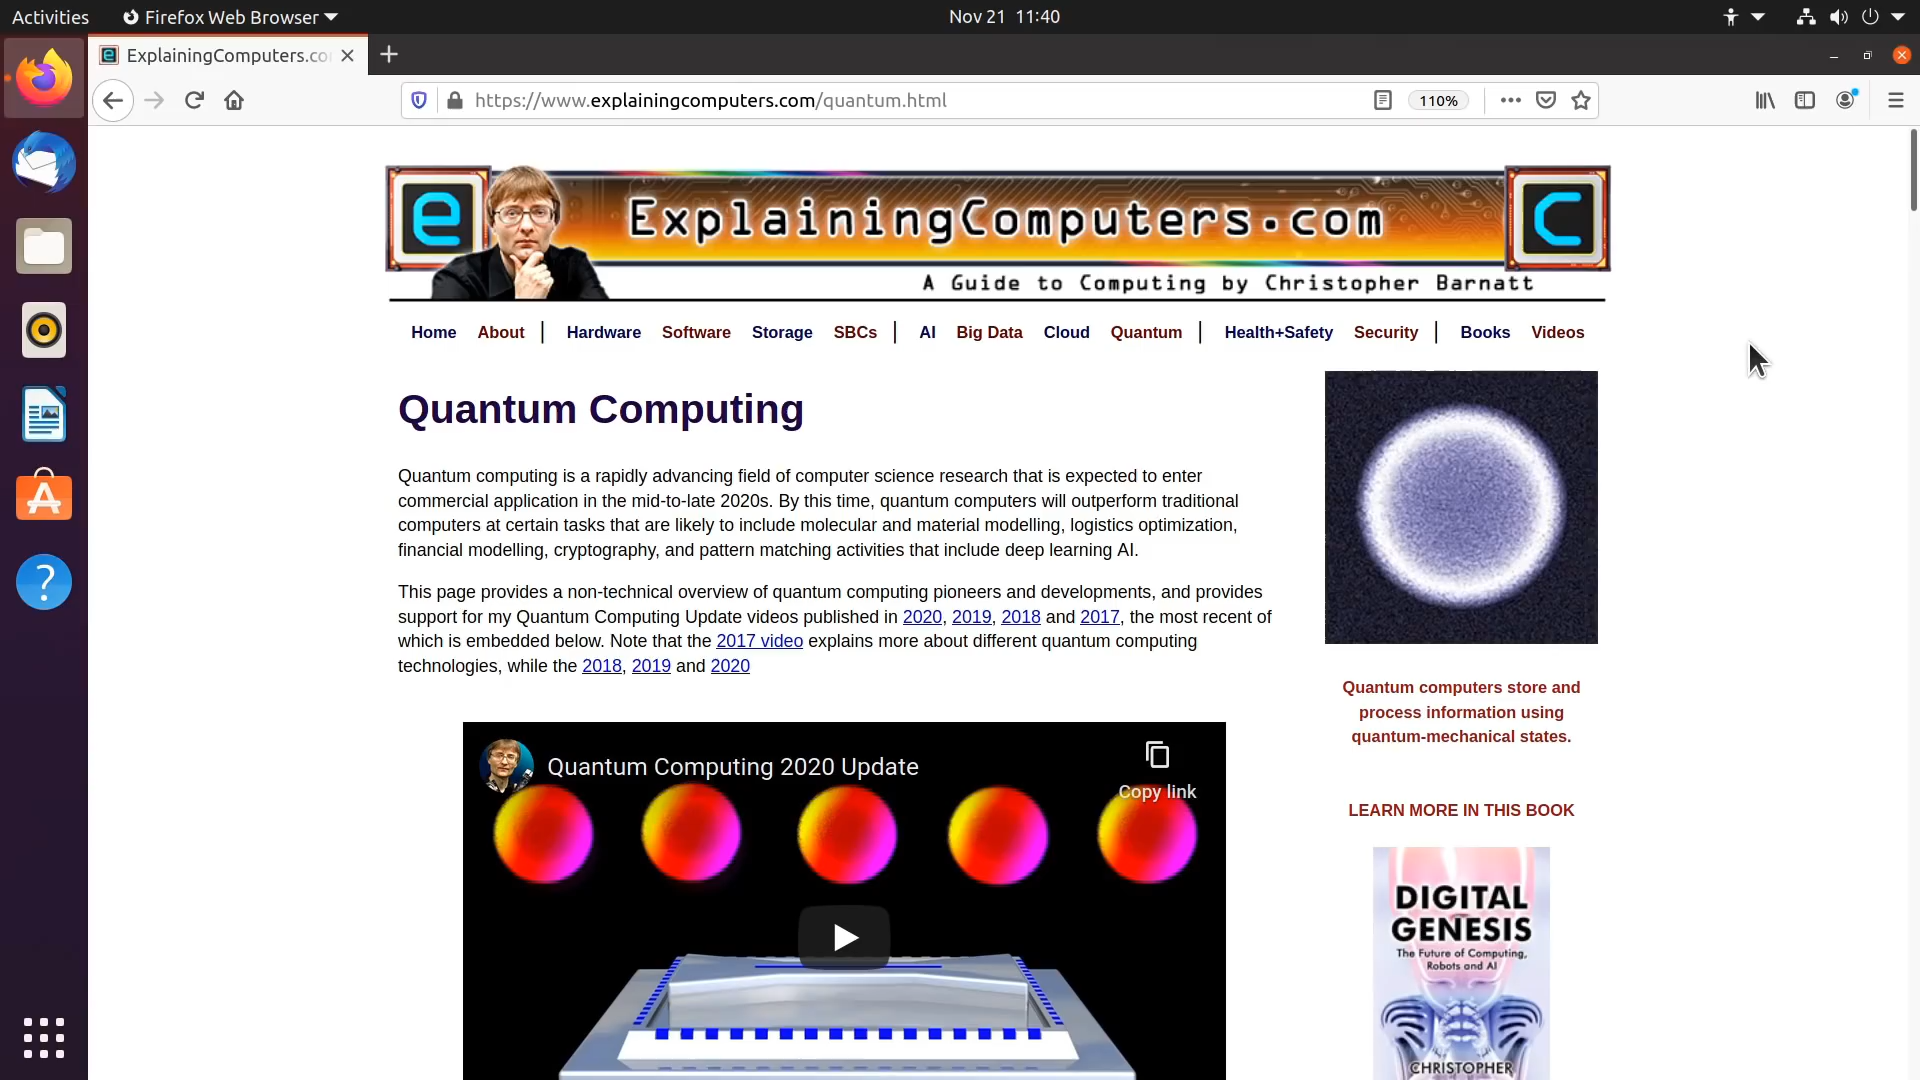 Activities
Firefox Web Browser
Nov 21 11:40
ExplainingComputers.co
https://www.explainingcomputers.com/quantum.html
110%
e
ExplainingComputers.com
C
A Guide to Computing by Christopher Barnatt
Home About | Hardware Software Storage SBCs | AI Big Data Cloud Quantum | Health+Safety Security | Books Videos
Quantum Computing
Quantum computing is a rapidly advancing field of computer science research that is expected to enter
commercial application in the mid-to-late 2020s. By this time, quantum computers will outperform traditional
computers at certain tasks that are likely to include molecular and material modelling, logistics optimization,
financial modelling, cryptography, and pattern matching activities that include deep learning AI.
This page provides a non-technical overview of quantum computing pioneers and developments, and provides
support for my Quantum Computing Update videos published in 2020, 2019, 2018 and 2017, the most recent of
which is embedded below. Note that the 2017 video explains more about different quantum computing
technologies, while the 2018, 2019 and 2020
Quantum Computing 2020 Update
Copy link
Quantum computers store and
process information using
quantum-mechanical states.
LEARN MORE IN THIS BOOK
DIGITAL
GENESIS
The Future of Computing,
Robots and AI
CHRISTOPHER